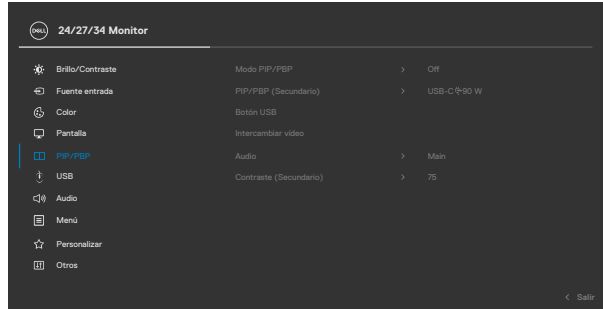 DELL 24/27/34 Monitor
Brillo/Contraste Modo PIP/PBP > Off
Fuente entrada PIP/PBP (Secundario) > USB-C 90 W
Color Botón USB
Pantalla Intercambiar vídeo
PIP/PBP Audio > Main
USB Contraste (Secundario) > 75
Audio
Menú
Personalizar
Otros
< Salir